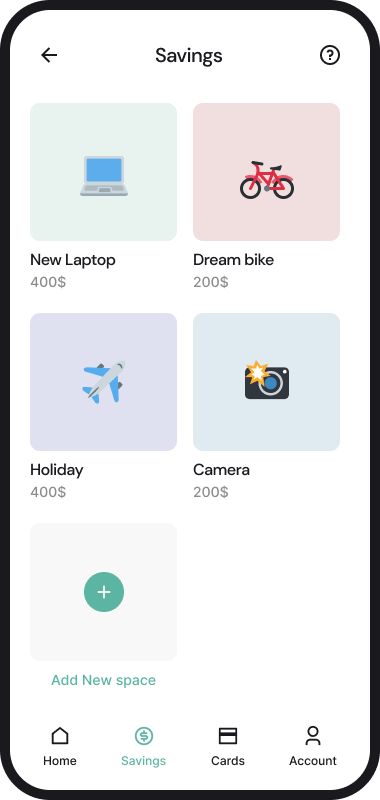 Savings
New Laptop
400$
Dream bike
200$
Holiday
400$
Camera
200$
Add New space
Home
Savings
Cards
Account